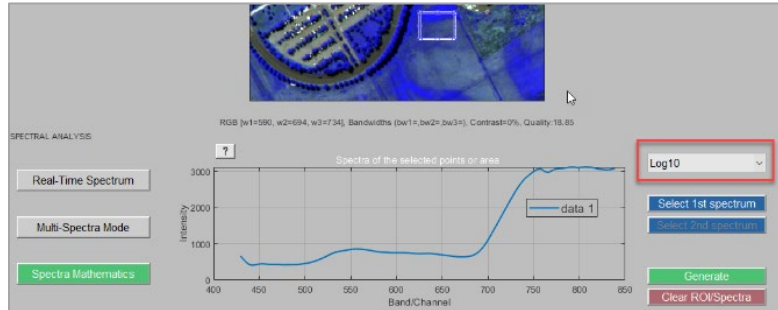 RGB [w1=590, w2=694, w3=734], Bandwidths (bw1=,bw2=,bw3=), Contrast=0%, Quality:18.85
SPECTRAL ANALYSIS
?
Spectra of the selected points or area
Log10
Real-Time Spectrum
Multi-Spectra Mode
Spectra Mathematics
Intensity
3000
2000
1000
0
data 1
400 450 500 550 600 650 700 750 800 850
Band/Channel
Select 1st spectrum
Select 2nd spectrum
Generate
Clear ROI/Spectra